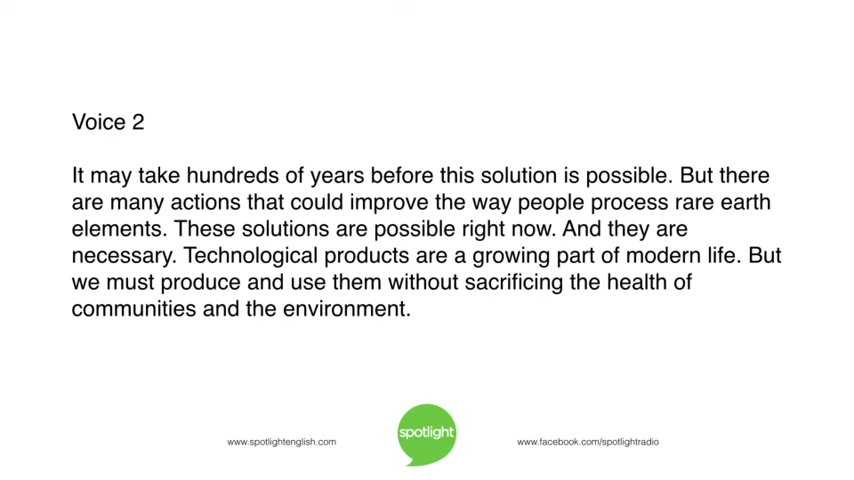 Voice 2
It may take hundreds of years before this solution is possible. But there
are many actions that could improve the way people process rare earth
elements. These solutions are possible right now. And they are
necessary. Technological products are a growing part of modern life. But
we must produce and use them without sacrificing the health of
communities and the environment.
www.spotlightenglish.com
spotlight
www.facebook.com/spotlightradio